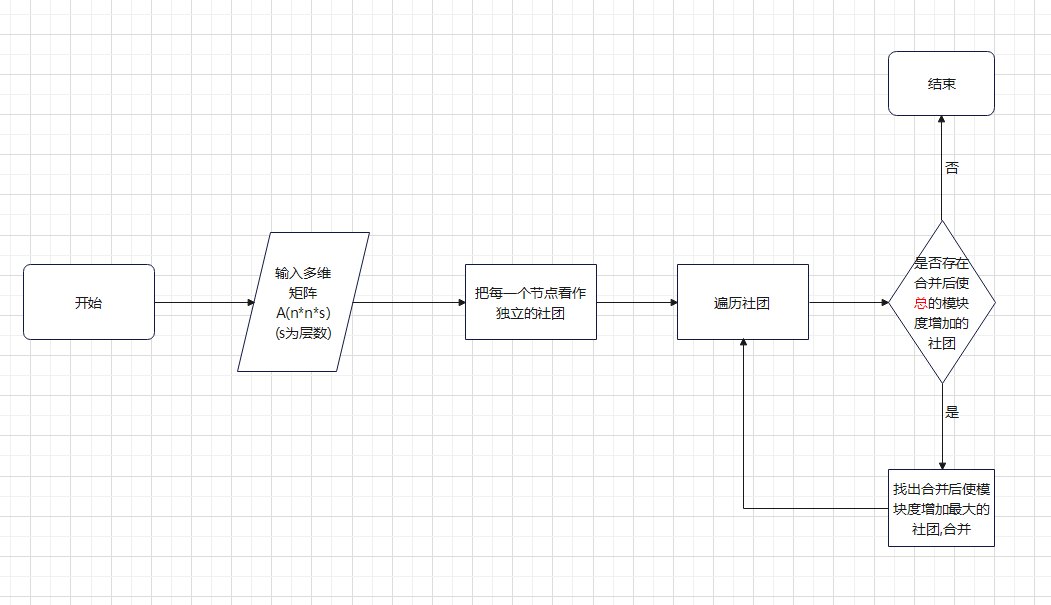 开始
输入多维
矩阵
A(n*n*s)
(s为层数)
把每一个节点看作
独立的社团
遍历社团
是否存在
合并后使
总的模块
度增加的
社团
否
结束
是
找出合并后使模
块度增加最大的
社团,合并